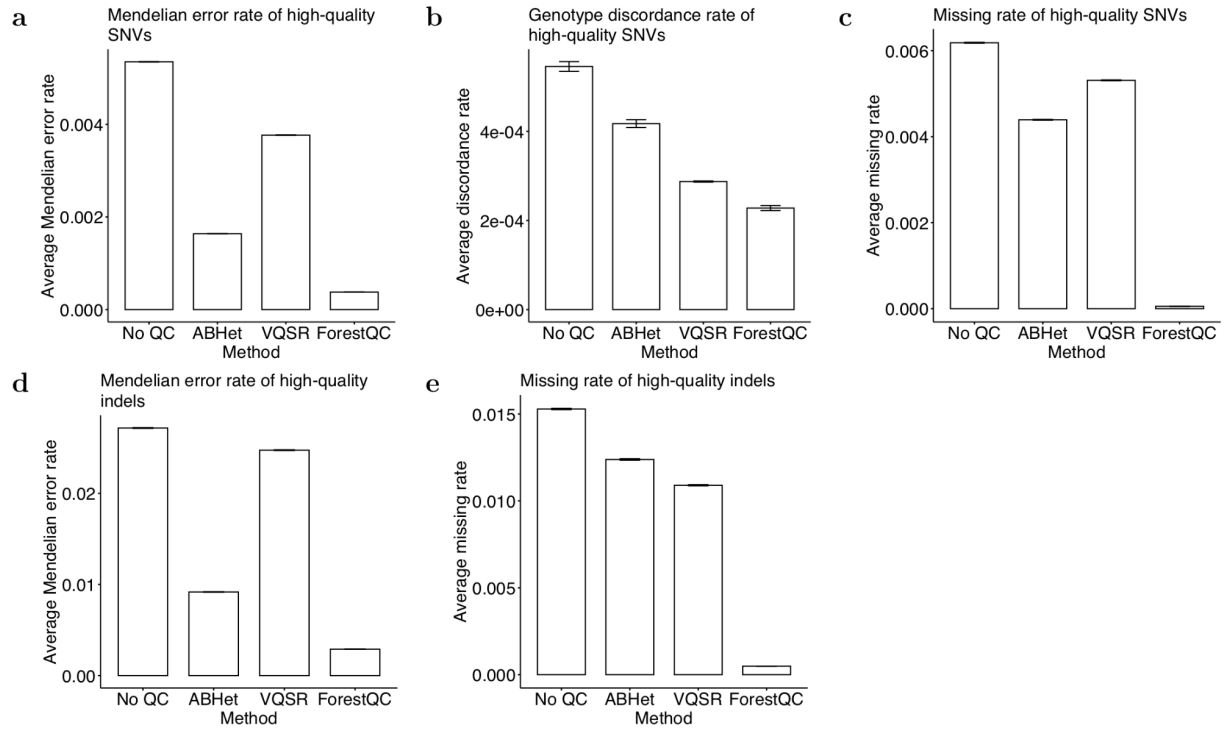 a
Mendelian error rate of high-quality
SNVs
Average Mendelian error rate
0.004
0.002
0.000
No QC ABHet VQSR ForestQC
Method
b
Genotype discordance rate of
high-quality SNVs
Average discordance rate
4e-04
2e-04
0e+00
No QC ABHet VQSR ForestQC
Method
c
Missing rate of high-quality SNVs
Average missing rate
0.006
0.004
0.002
0.000
No QC ABHet VQSR ForestQC
Method
d
Mendelian error rate of high-quality
indels
Average Mendelian error rate
0.02
0.01
0.00
No QC ABHet VQSR ForestQC
Method
e
Missing rate of high-quality indels
Average missing rate
0.015
0.010
0.005
0.000
No QC ABHet VQSR ForestQC
Method